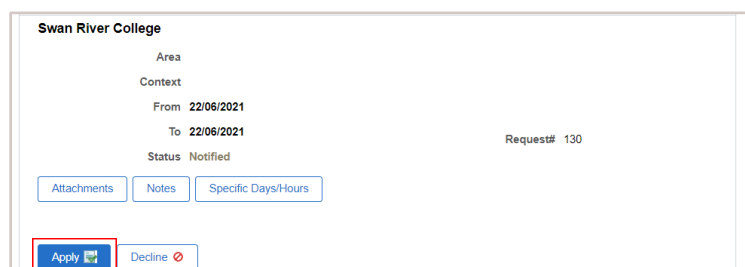 Swan River College
Area
Context
From 22/06/2021
To 22/06/2021
Request# 130
Status Notified
Attachments Notes Specific Days/Hours
Apply Decline